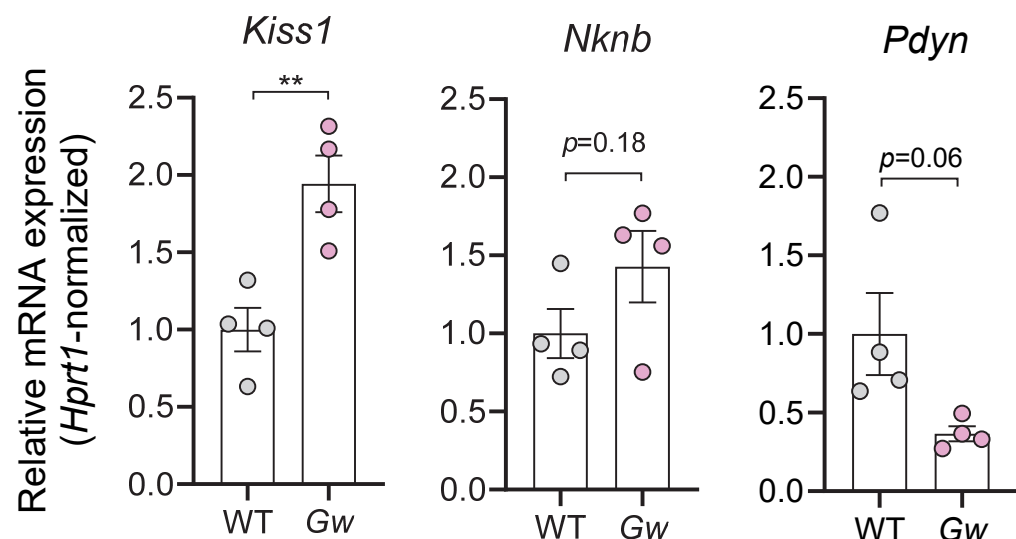 Relative mRNA expression
(Hprt1-normalized)
Kiss1
**
2.5
2.0
1.5
1.0
0.5
0.0
WT Gw
Nknb
p=0.18
2.5
2.0
1.5
1.0
0.5
0.0
WT Gw
Pdyn
p=0.06
2.5
2.0
1.5
1.0
0.5
0.0
WT Gw